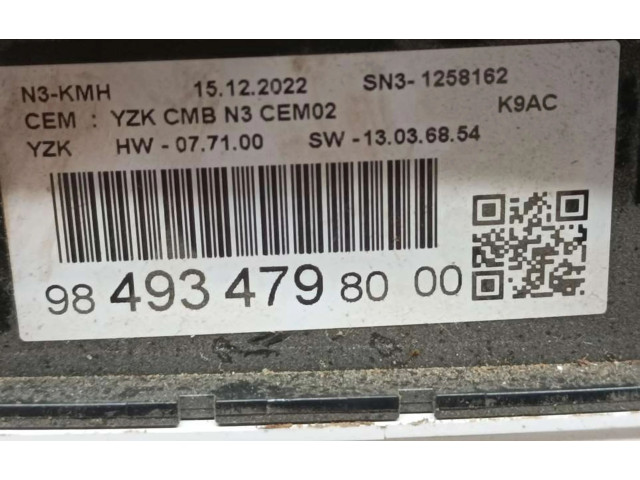 N3-KMH 15.12.2022 SN3- 1258162
CEM : YZK CMB N3 CEM02 K9AC
YZK HW - 07.71.00 SW -13.03.68.54
98 493 479 80 00